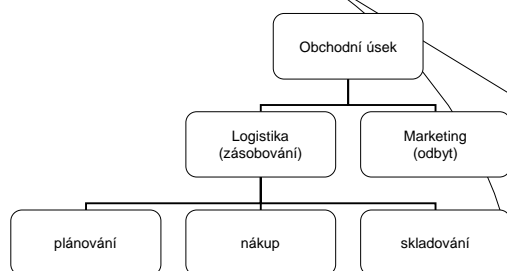 Obchodní úsek
Logistika
(zásobování)
Marketing
(odbyt)
plánování
nákup
skladování